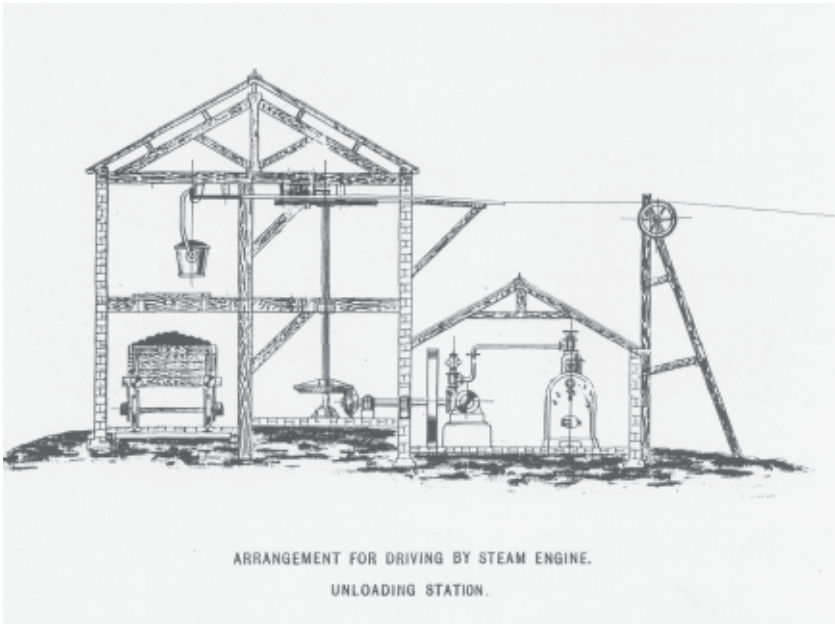 ARRANGEMENT FOR DRIVING BY STEAM ENGINE.
UNLOADING STATION.